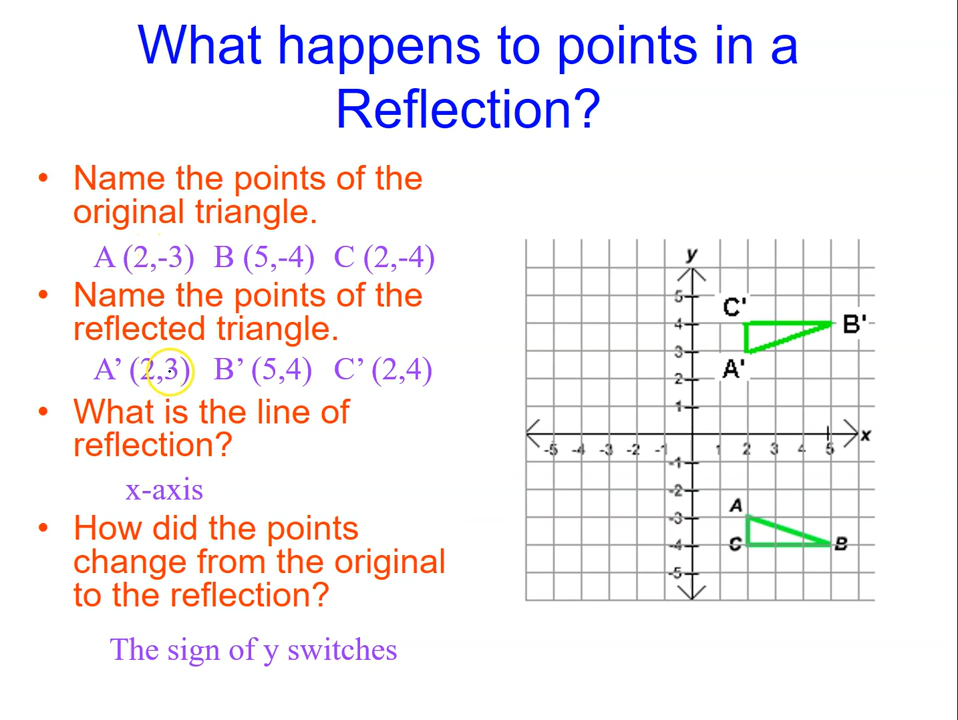 What happens to points in a
Reflection?
• Name the points of the
original triangle.
A (2,-3) B (5,-4) C (2,-4)
• Name the points of the
reflected triangle.
A’ (2,3) B’ (5,4) C’ (2,4)
• What is the line of
reflection?
x-axis
• How did the points
change from the original
to the reflection?
The sign of y switches
y
5
C'
4
B'
3
A'
2
1
x
-5 -4 -3 -2 -1 1 2 3 4 5
-1
-2
A
-3
C
-4
B
-5